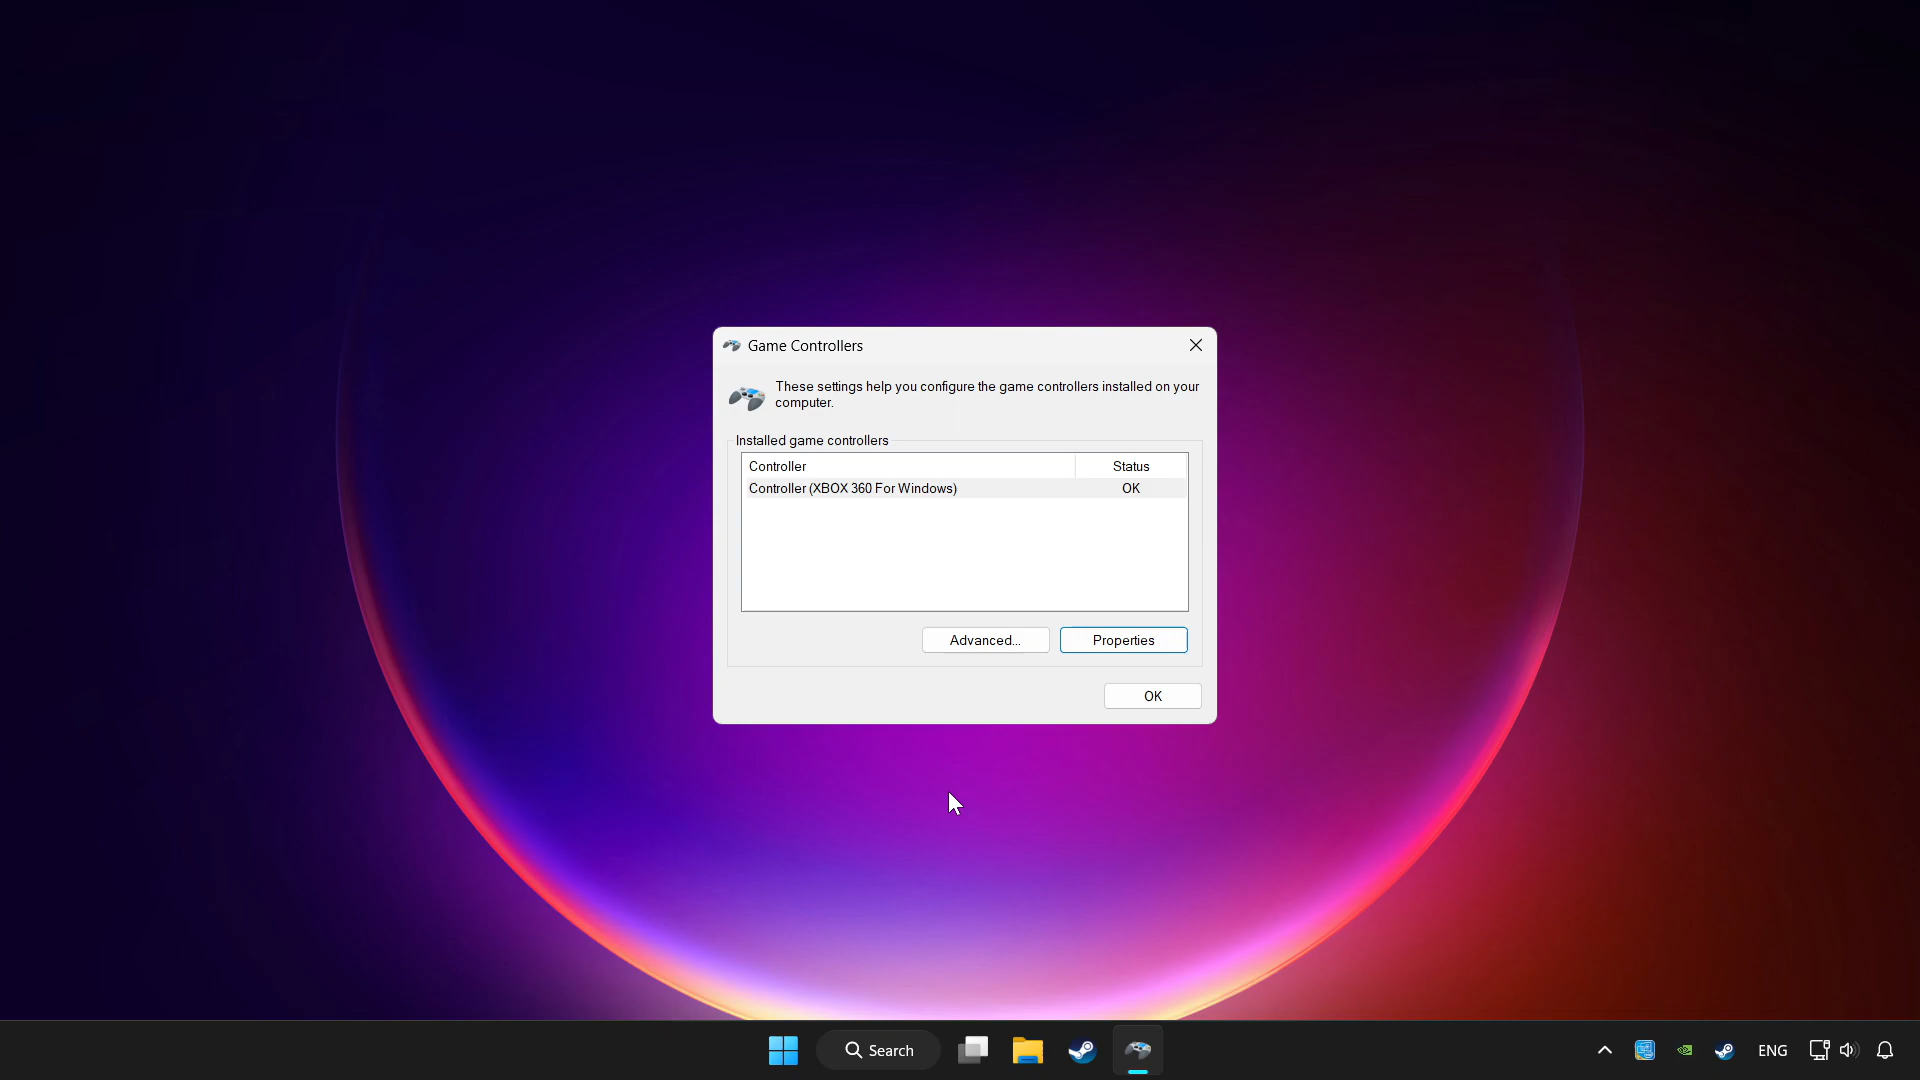 Game Controllers
These settings help you configure the game controllers installed on your
computer.
Installed game controllers
Controller Status
Controller (XBOX 360 For Windows) OK
Advanced... Properties
OK
Search ENG